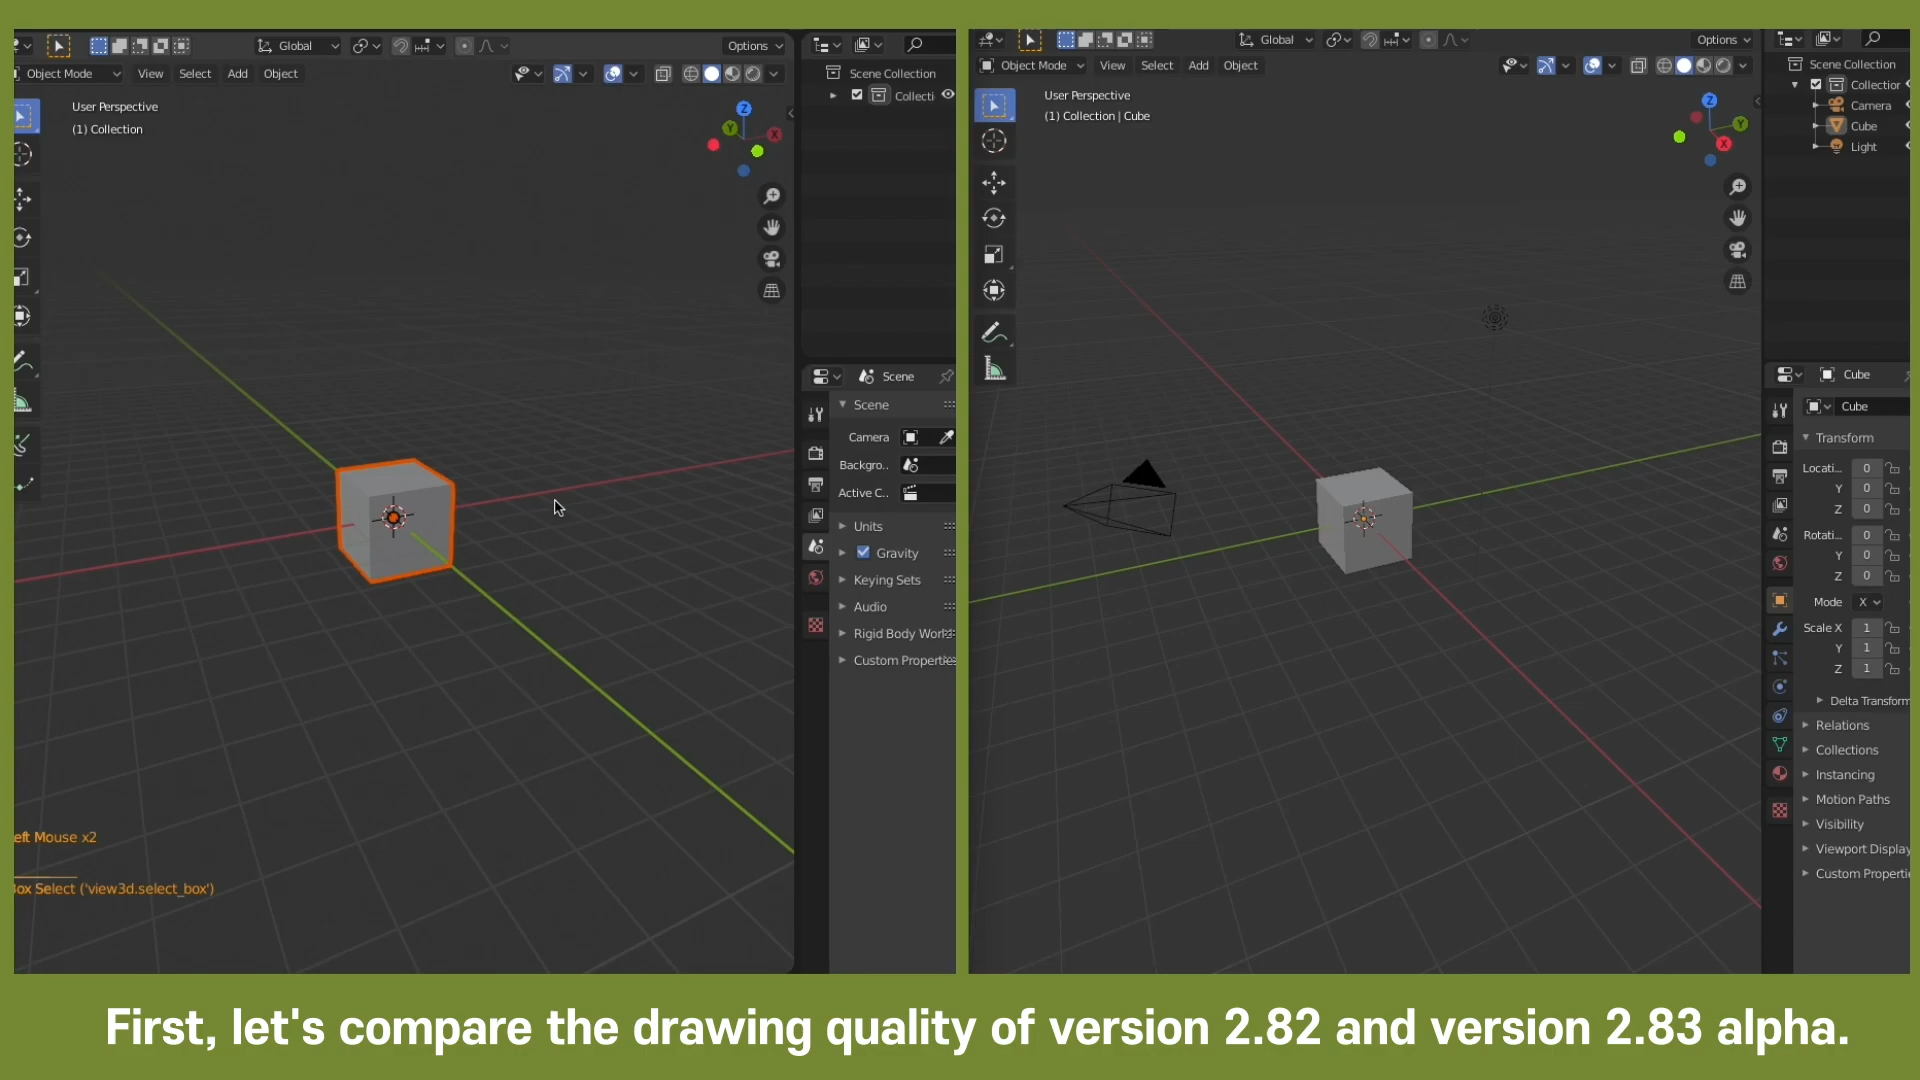 Global
Options
Object Mode
View
Select
Add
Object
User Perspective
(1) Collection
Z
Y
X
eft Mouse x2
Box Select ('view3d.select_box')
Scene Collection
Collecti
Scene
Scene
Camera
Backgro..
Active C..
Units
Gravity
Keying Sets
Audio
Rigid Body Worl
Custom Properties
Global
Options
Object Mode
View
Select
Add
Object
User Perspective
(1) Collection | Cube
Z
Y
X
Scene Collection
Collection
Camera
Cube
Light
Cube
Cube
Transform
Locati... 0
Y 0
Z 0
Rotati... 0
Y 0
Z 0
Mode X
Scale X 1
Y 1
Z 1
Delta Transform
Relations
Collections
Instancing
Motion Paths
Visibility
Viewport Display
Custom Properti
First, let's compare the drawing quality of version 2.82 and version 2.83 alpha.